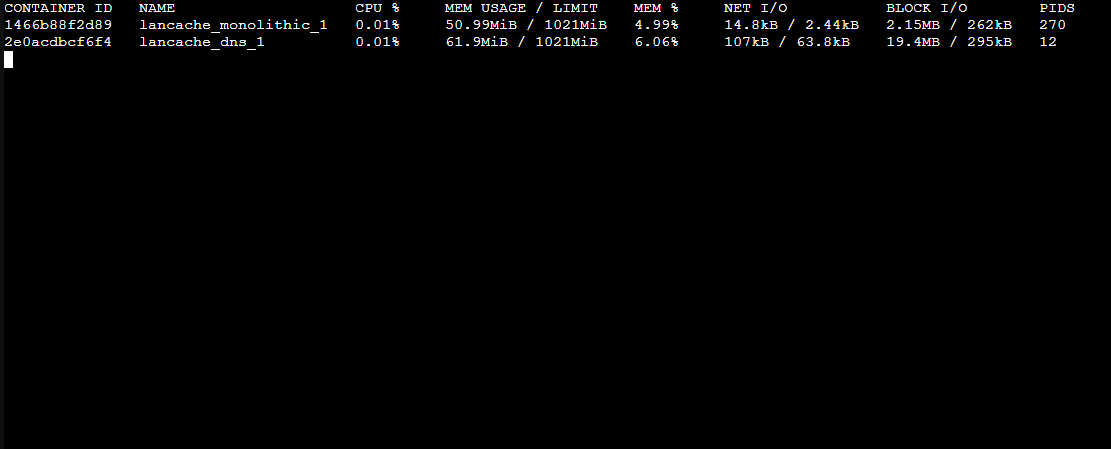 CONTAINER ID   NAME                    CPU %     MEM USAGE / LIMIT    MEM %     NET I/O           BLOCK I/O        PIDS
1466b88f2d89   lancache_monolithic_1   0.01%     50.99MiB / 1021MiB   4.99%     14.8kB / 2.44kB   2.15MB / 262kB   270
2e0acdbcf6f4   lancache_dns_1          0.01%     61.9MiB / 1021MiB    6.06%     107kB / 63.8kB    19.4MB / 295kB   12